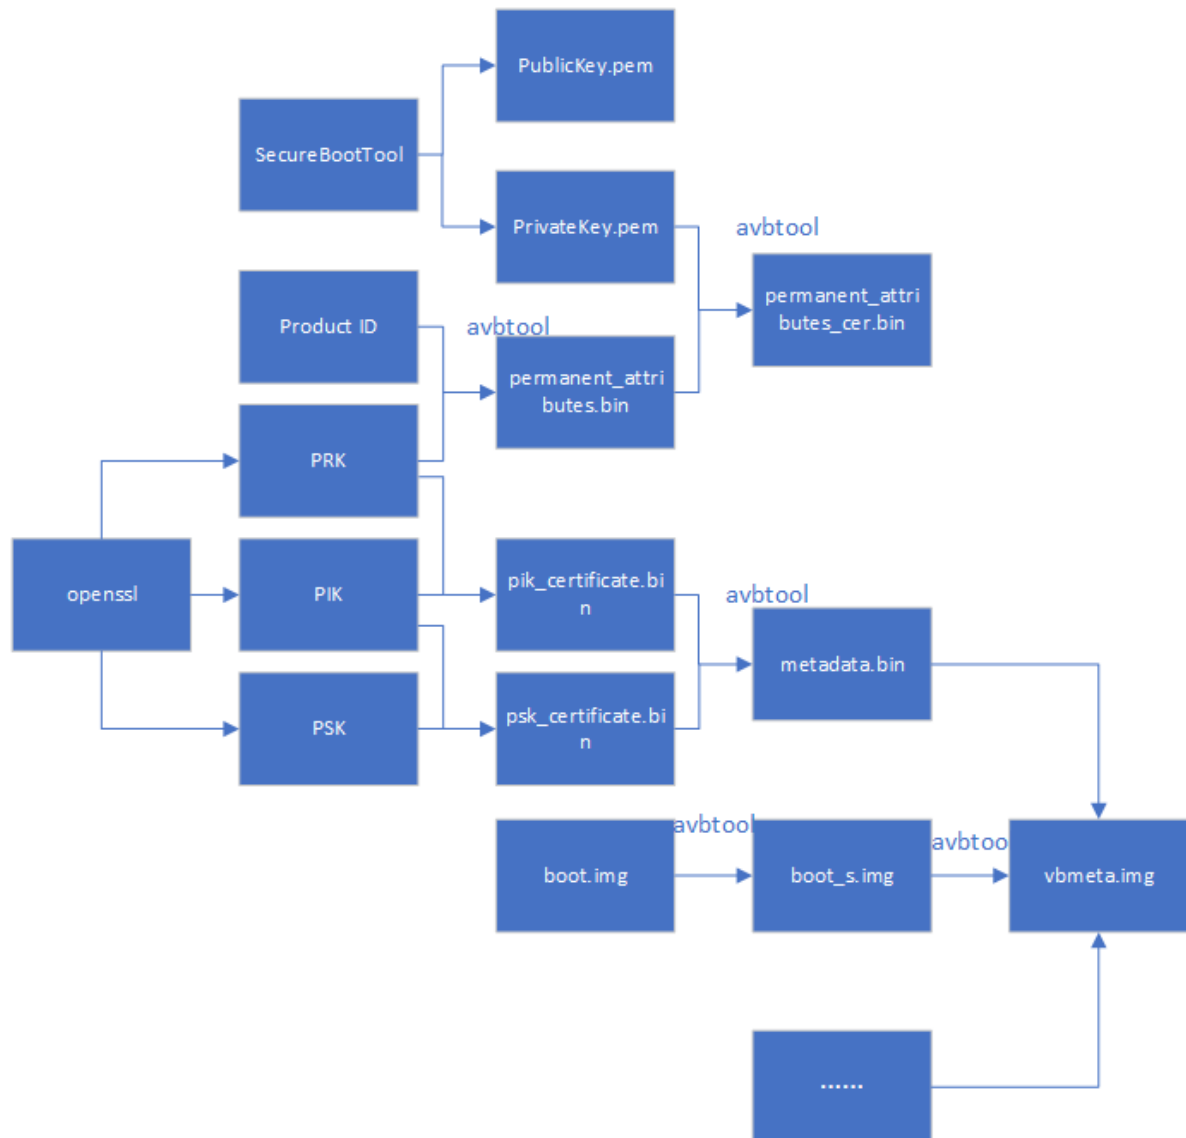 PublicKey.pem
SecureBootTool
PrivateKey.pem
avbtool
permanent_attri
butes_cer.bin
Product ID
avbtool
permanent_attri
butes.bin
PRK
openssl
PIK
pik_certificate.bi
n
avbtool
metadata.bin
PSK
psk_certificate.bi
n
boot.img
avbtool
boot_s.img
avbtool
vbmeta.img
......